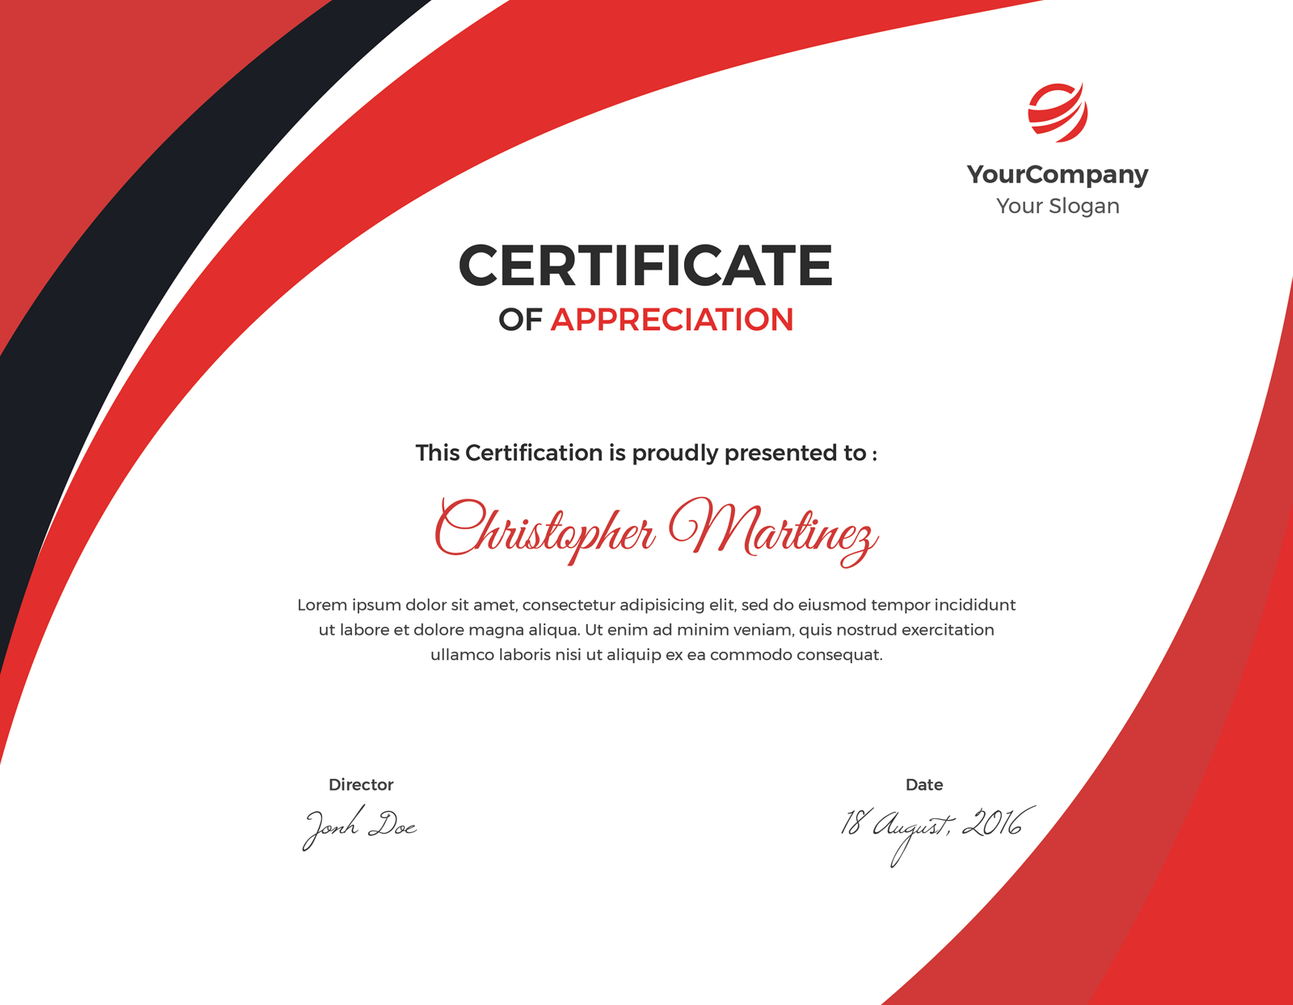 YourCompany
Your Slogan
CERTIFICATE
OF APPRECIATION
This Certification is proudly presented to :
Christopher Martinez
Lorem ipsum dolor sit amet, consectetur adipisicing elit, sed do eiusmod tempor incididunt
ut labore et dolore magna aliqua. Ut enim ad minim veniam, quis nostrud exercitation
ullamco laboris nisi ut aliquip ex ea commodo consequat.
Director
Jonh Doe
Date
18 August, 2016